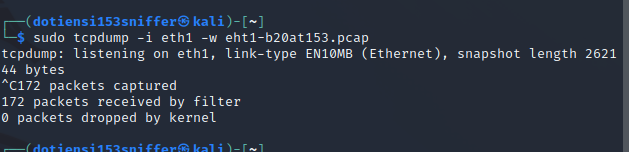 ┌──(dotiensi153sniffer㉿kali)-[~]
└─$ sudo tcpdump -i eth1 -w eht1-b20at153.pcap
tcpdump: listening on eth1, link-type EN10MB (Ethernet), snapshot length 2621
44 bytes
^C172 packets captured
172 packets received by filter
0 packets dropped by kernel
┌──(dotiensi153sniffer㉿kali)-[~]